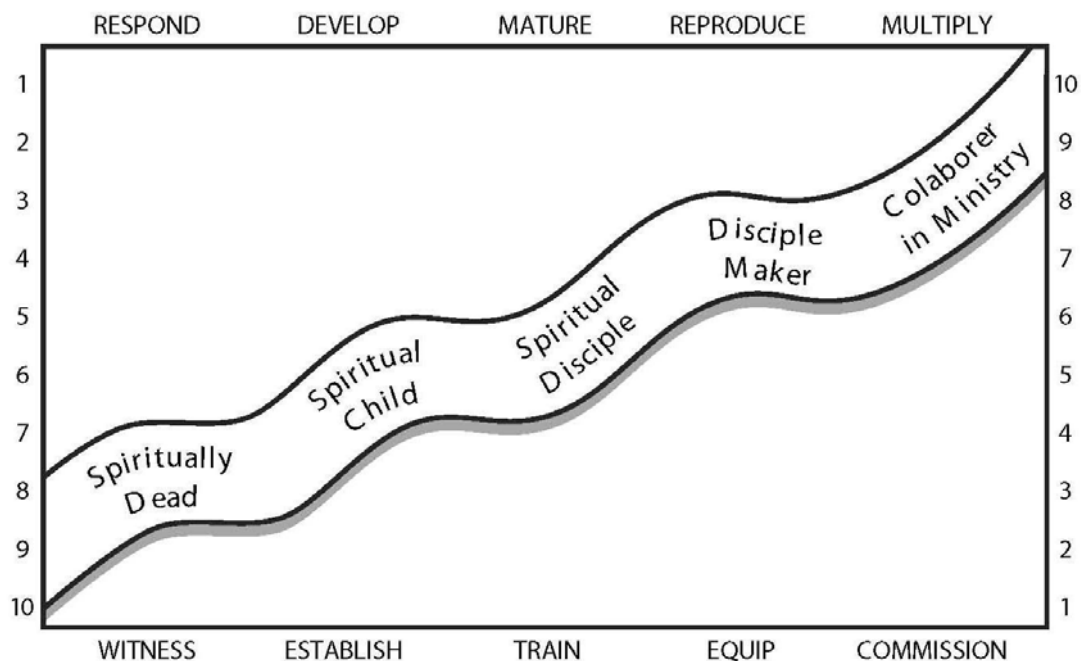 RESPOND DEVELOP MATURE REPRODUCE MULTIPLY
1 10
2 9
3 8
4 7
5 6
6 5
7 4
8 3
9 2
10 1
Spiritually
Dead
Spiritual
Child
Spiritual
Disciple
Disciple
Maker
Colaborer
in Ministry
WITNESS ESTABLISH TRAIN EQUIP COMMISSION